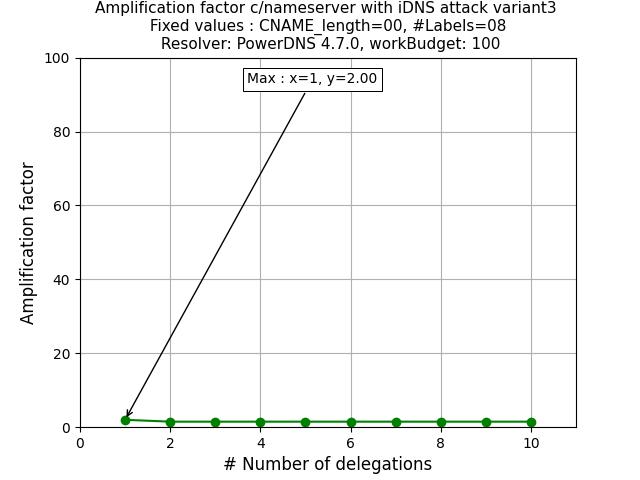 Amplification factor c/nameserver with iDNS attack variant3
Fixed values : CNAME_length=00, #Labels=08
Resolver: PowerDNS 4.7.0, workBudget: 100
Max : x=1, y=2.00
Amplification factor
100
80
60
40
20
0
0 2 4 6 8 10
# Number of delegations